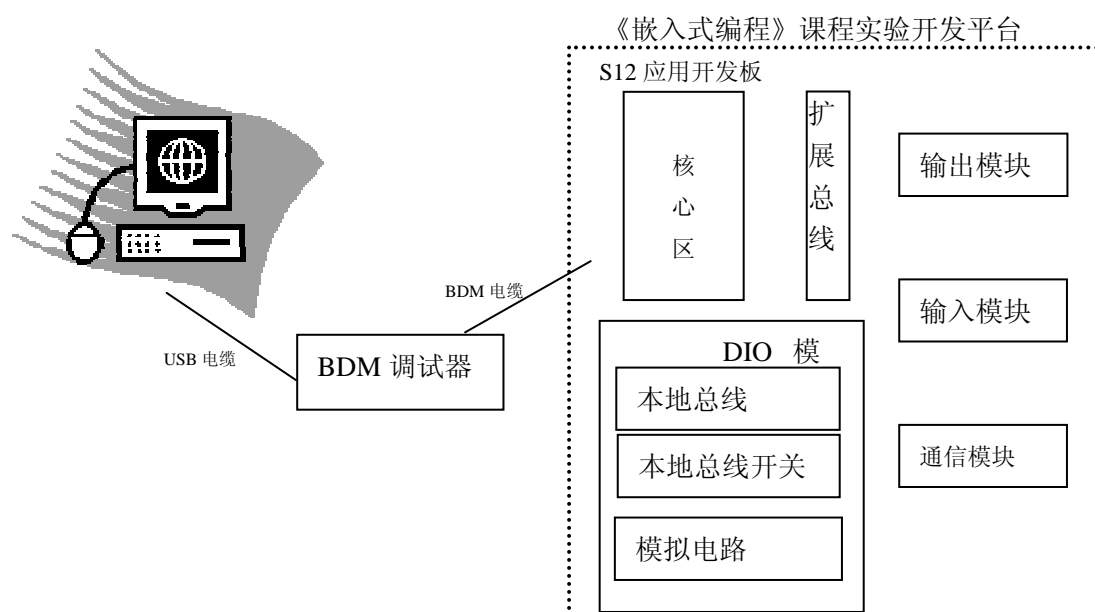 《嵌入式编程》课程实验开发平台
S12 应用开发板
核
心
区
扩
展
总
线
输出模块
BDM 电缆
输入模块
USB 电缆
BDM 调试器
DIO 模
本地总线
本地总线开关
通信模块
模拟电路